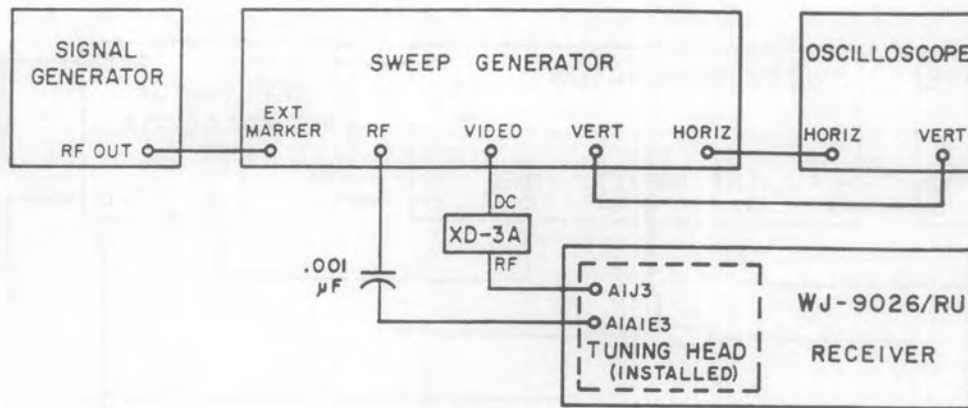 SIGNAL
GENERATOR
RF OUT
SWEEP GENERATOR
EXT
MARKER
RF
VIDEO
VERT
HORIZ
OSCILLOSCOPE
HORIZ
VERT
DC
XD-3A
RF
.001
μF
A1J3
A1A1E3
TUNING HEAD
(INSTALLED)
WJ-9026/RU
RECEIVER